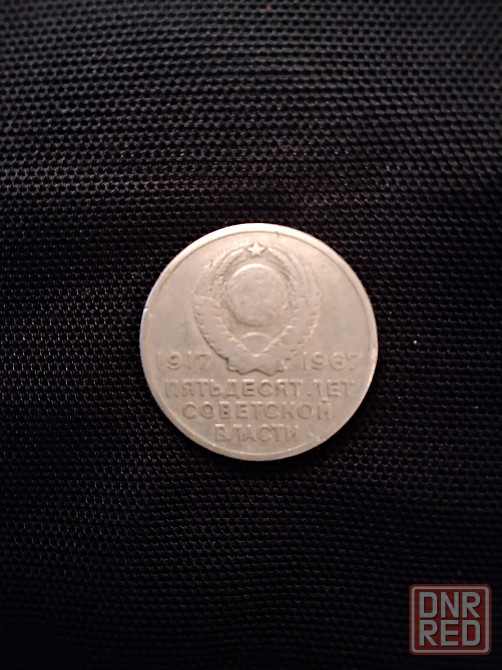 1917 1967
ПЯТЬДЕСЯТ ЛЕТ
СОВЕТСКОЙ
ВЛАСТИ
DNR
RED